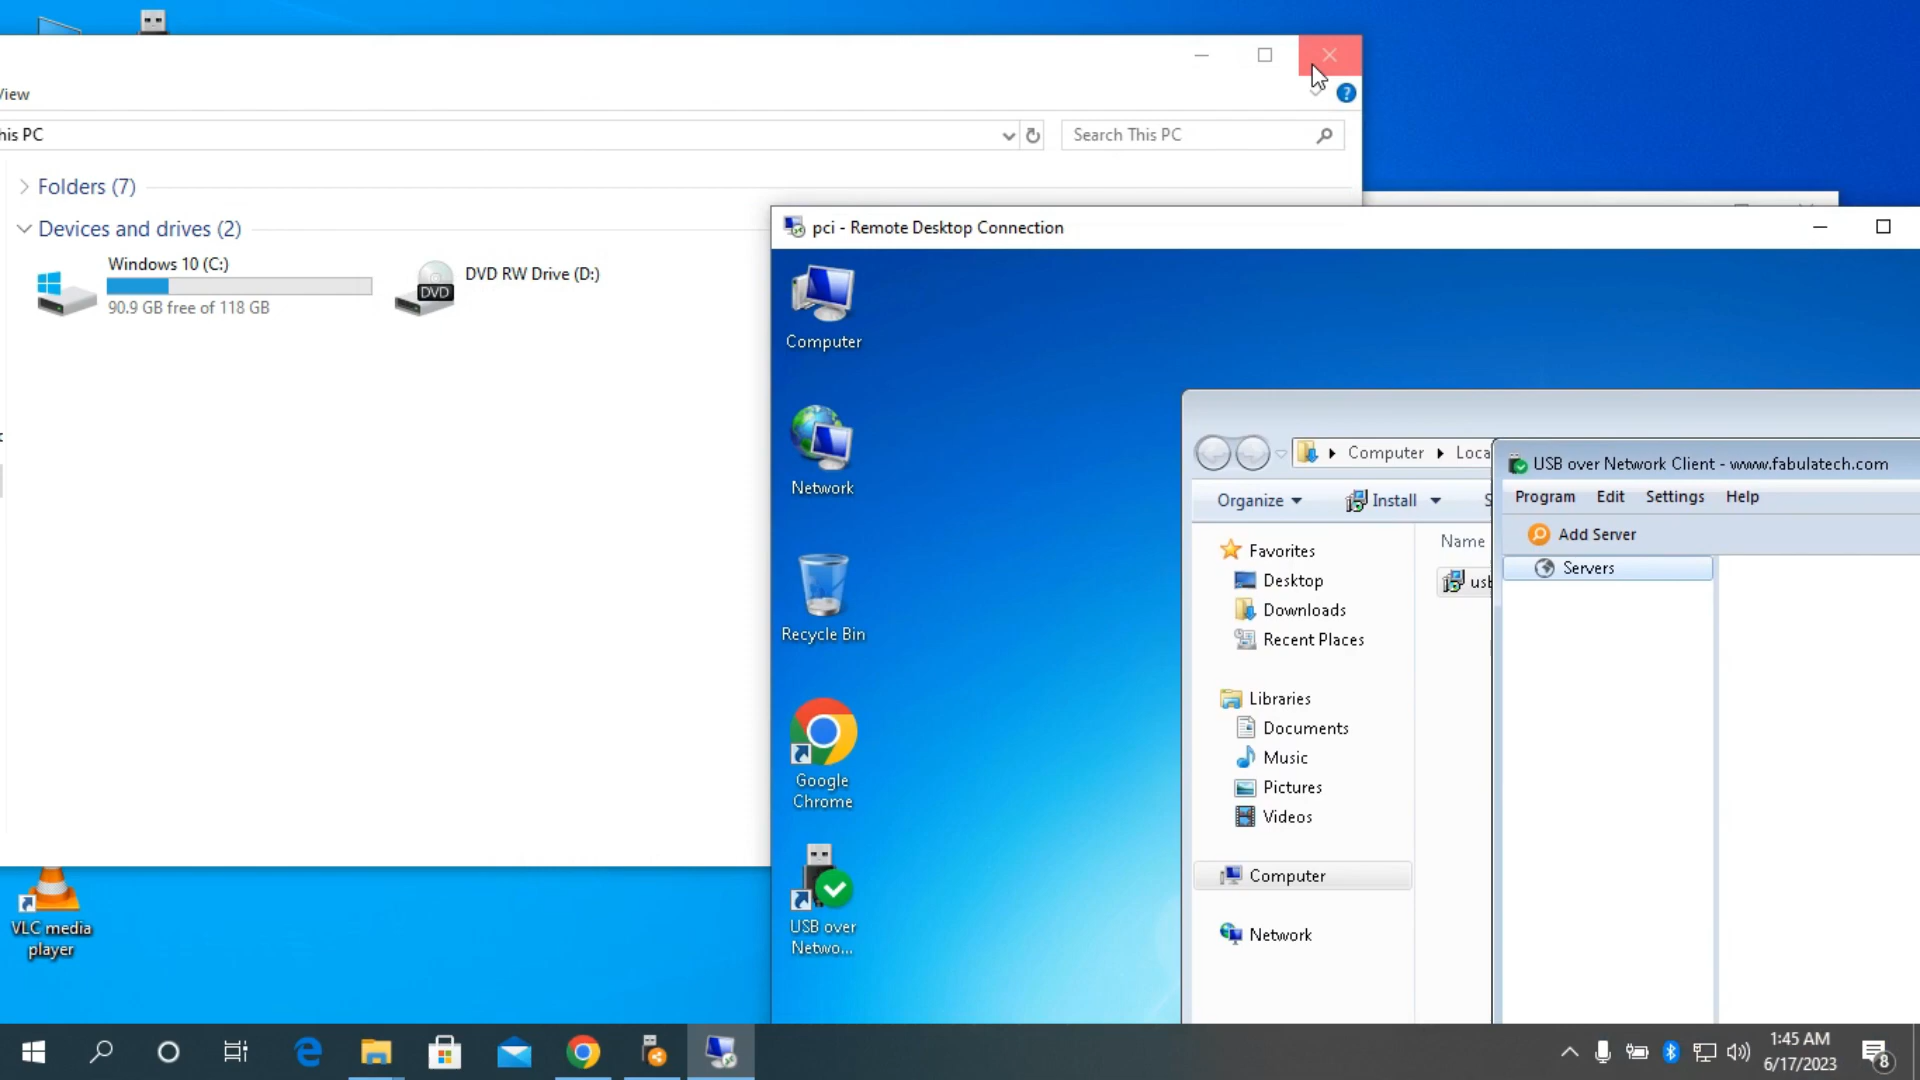 View
his PC
Search This PC
Folders (7)
Devices and drives (2)
Windows 10 (C:)
90.9 GB free of 118 GB
DVD
DVD RW Drive (D:)
pci - Remote Desktop Connection
Computer
Network
Recycle Bin
Google
Chrome
USB over
Netwo...
Computer
Loca
Organize
Install
Name
Favorites
Desktop
Downloads
Recent Places
Libraries
Documents
Music
Pictures
Videos
Computer
Network
usb
USB over Network Client - www.fabulatech.com
Program Edit Settings Help
Add Server
Servers
VLC media
player
1:45 AM
6/17/2023
8